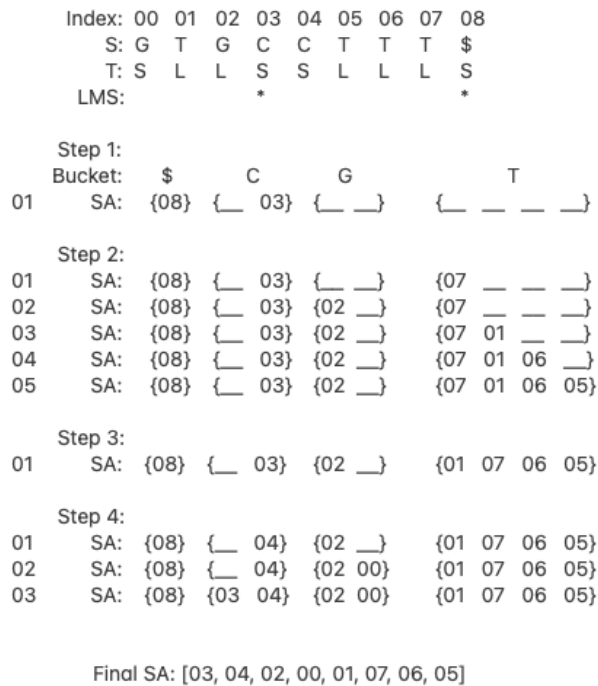 Index: 00 01 02 03 04 05 06 07 08
S: G T G C C T T T $
T: S L L S S L L L S
LMS: * *
Step 1:
Bucket: $ C G T
01 SA: {08} {__ 03} {__ __} {__ __ __ __}
Step 2:
01 SA: {08} {__ 03} {__ __} {07 __ __ __}
02 SA: {08} {__ 03} {02 __} {07 __ __ __}
03 SA: {08} {__ 03} {02 __} {07 01 __ __}
04 SA: {08} {__ 03} {02 __} {07 01 06 __}
05 SA: {08} {__ 03} {02 __} {07 01 06 05}
Step 3:
01 SA: {08} {__ 03} {02 __} {01 07 06 05}
Step 4:
01 SA: {08} {__ 04} {02 __} {01 07 06 05}
02 SA: {08} {__ 04} {02 00} {01 07 06 05}
03 SA: {08} {03 04} {02 00} {01 07 06 05}
Final SA: [03, 04, 02, 00, 01, 07, 06, 05]